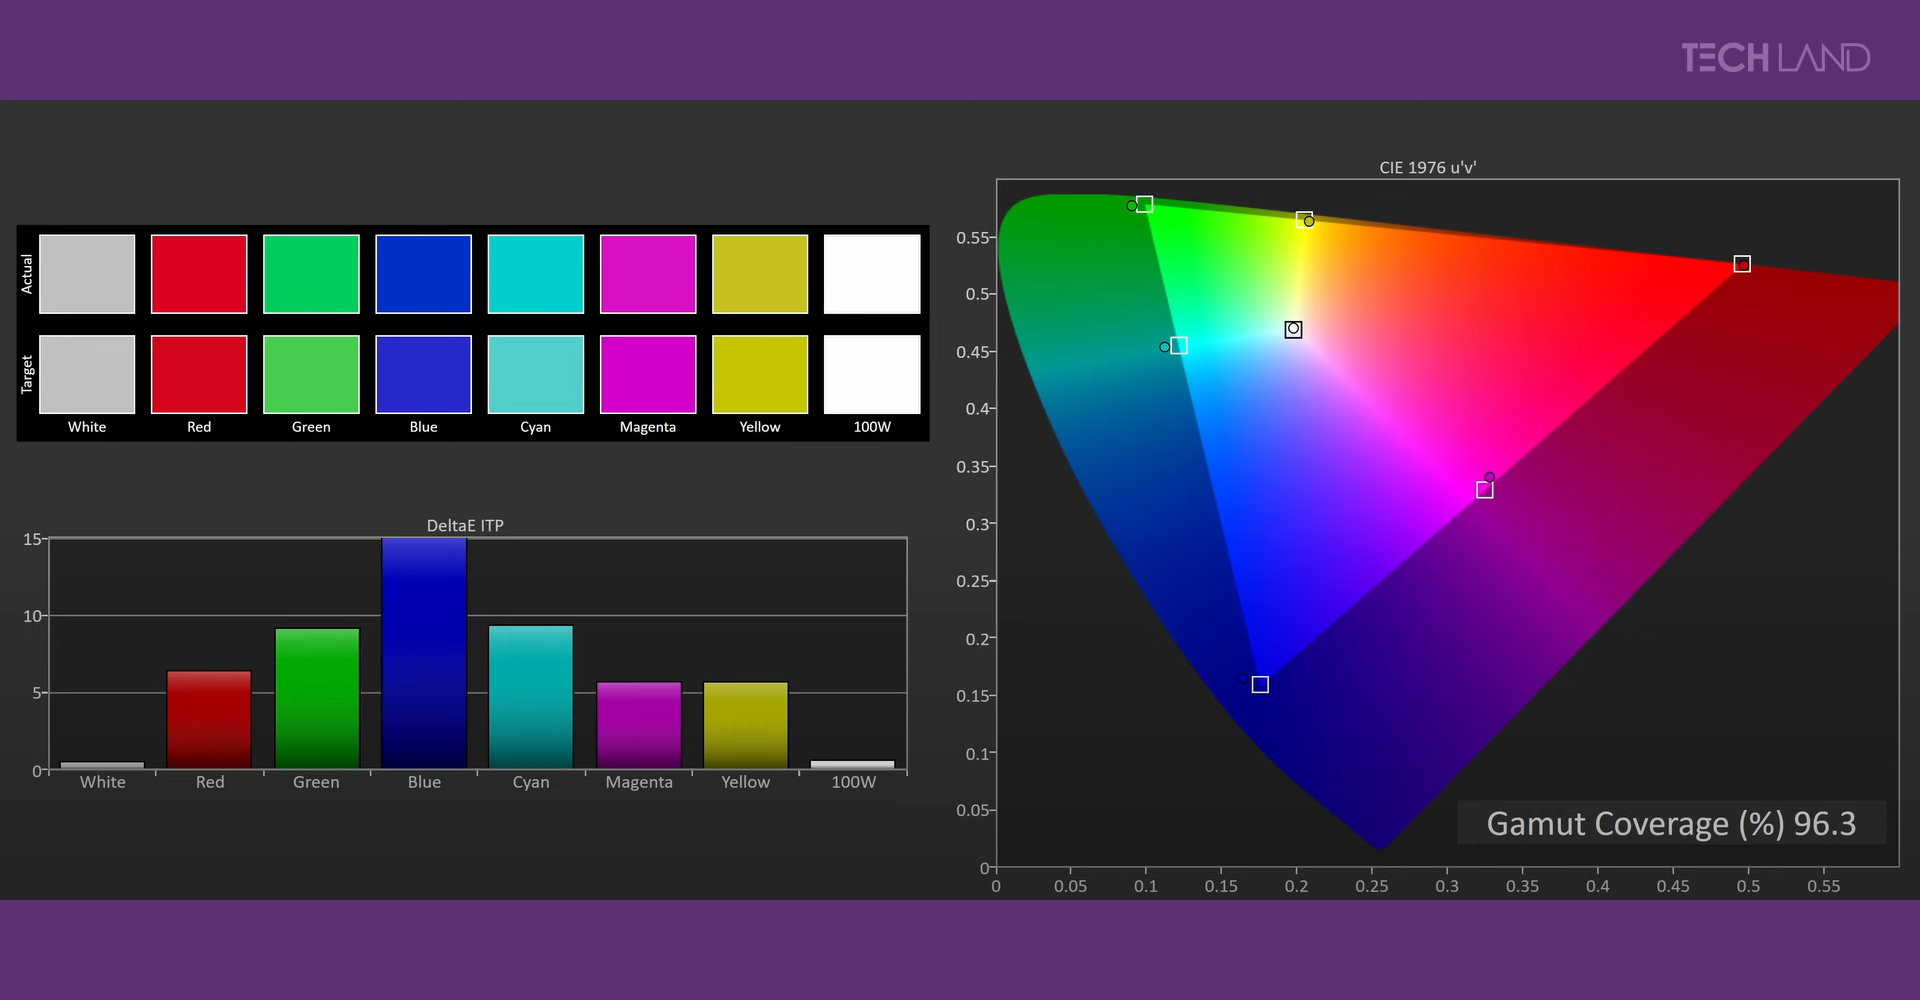 TECHLAND
CIE 1976 u'v'
Actual
Target
White Red Green Blue Cyan Magenta Yellow 100W
DeltaE ITP
15
10
5
0
White Red Green Blue Cyan Magenta Yellow 100W
0.55
0.5
0.45
0.4
0.35
0.3
0.25
0.2
0.15
0.1
0.05
0
Gamut Coverage (%) 96.3
0 0.05 0.1 0.15 0.2 0.25 0.3 0.35 0.4 0.45 0.5 0.55